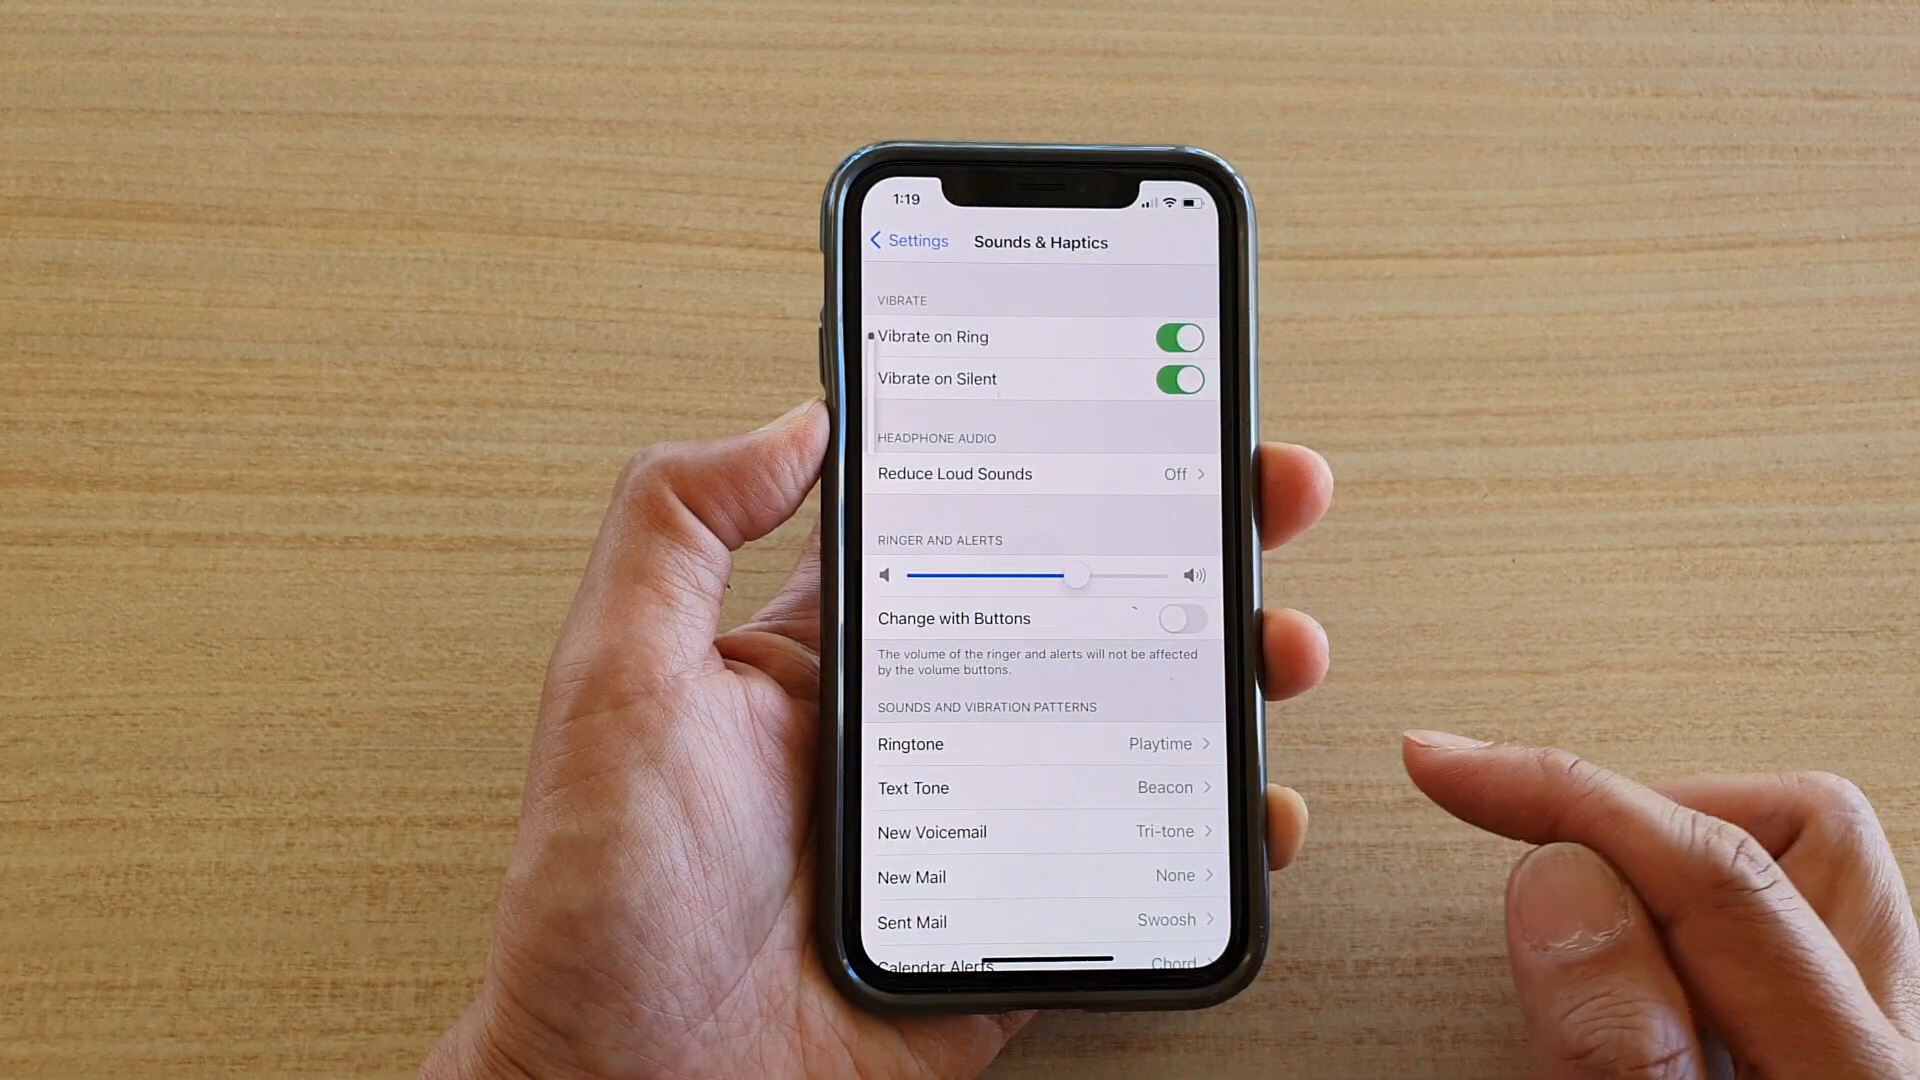 1:19
Settings
Sounds & Haptics
VIBRATE
Vibrate on Ring
Vibrate on Silent
HEADPHONE AUDIO
Reduce Loud Sounds Off
RINGER AND ALERTS
Change with Buttons
The volume of the ringer and alerts will not be affected
by the volume buttons.
SOUNDS AND VIBRATION PATTERNS
Ringtone Playtime
Text Tone Beacon
New Voicemail Tri-tone
New Mail None
Sent Mail Swoosh
Calendar Alerts Chord